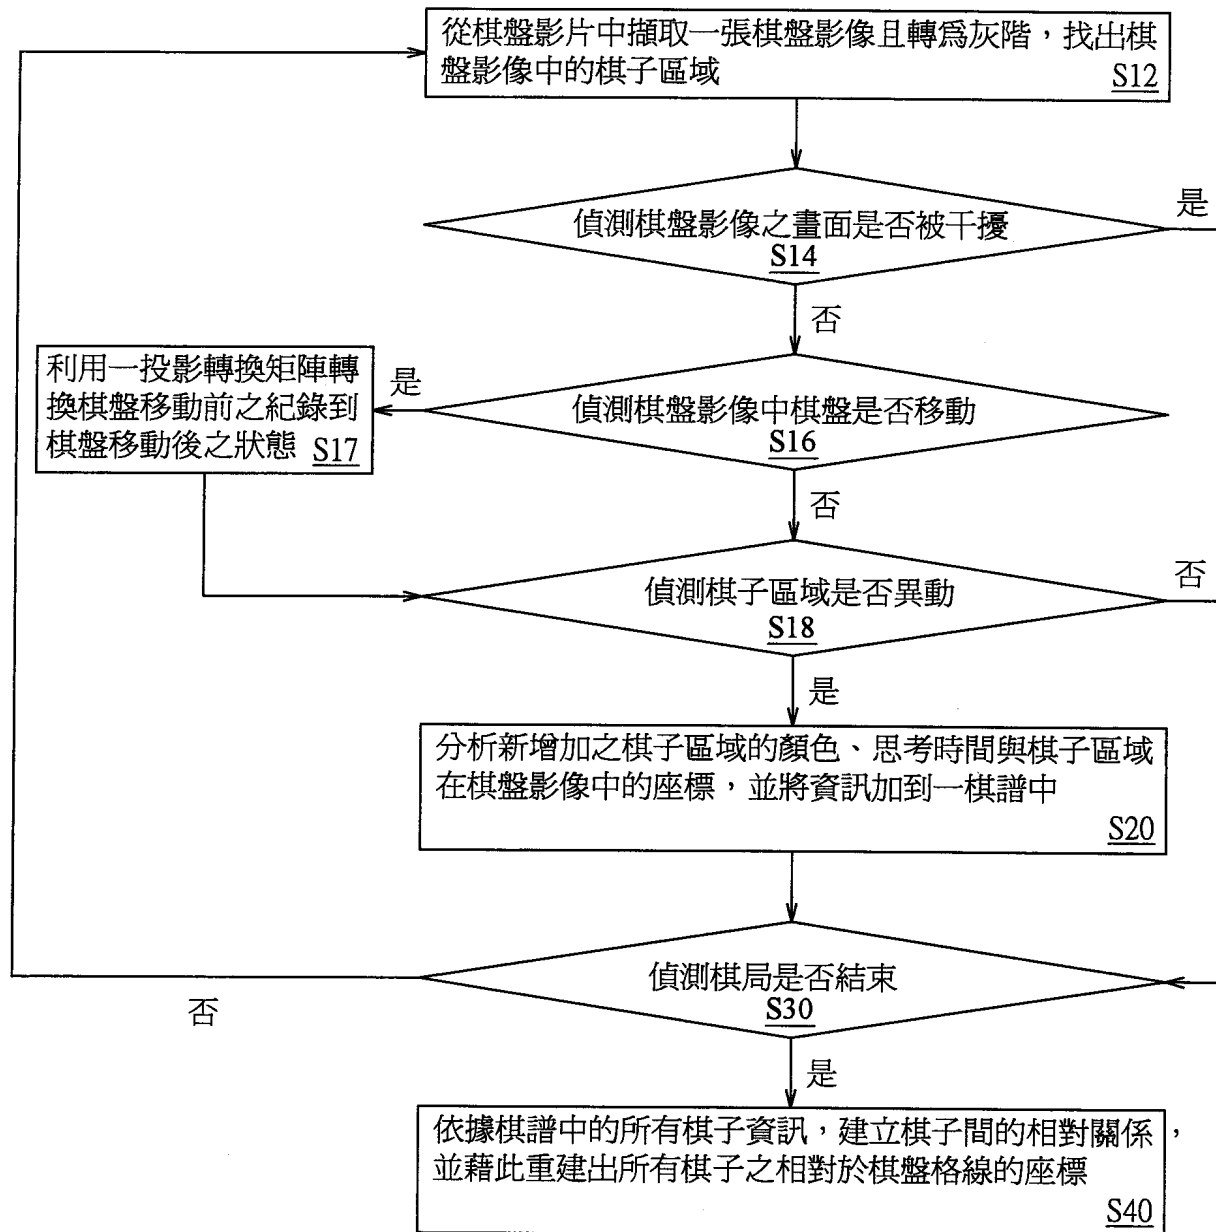 從棋盤影片中擷取一張棋盤影像且轉為灰階，找出棋
盤影像中的棋子區域
S12
偵測棋盤影像之畫面是否被干擾
S14
是
否
利用一投影轉換矩陣轉
換棋盤移動前之紀錄到
棋盤移動後之狀態 S17
是
偵測棋盤影像中棋盤是否移動
S16
否
偵測棋子區域是否異動
S18
否
是
分析新增加之棋子區域的顏色、思考時間與棋子區域
在棋盤影像中的座標，並將資訊加到一棋譜中
S20
偵測棋局是否結束
S30
否
是
依據棋譜中的所有棋子資訊，建立棋子間的相對關係，
並藉此重建出所有棋子之相對於棋盤格線的座標
S40